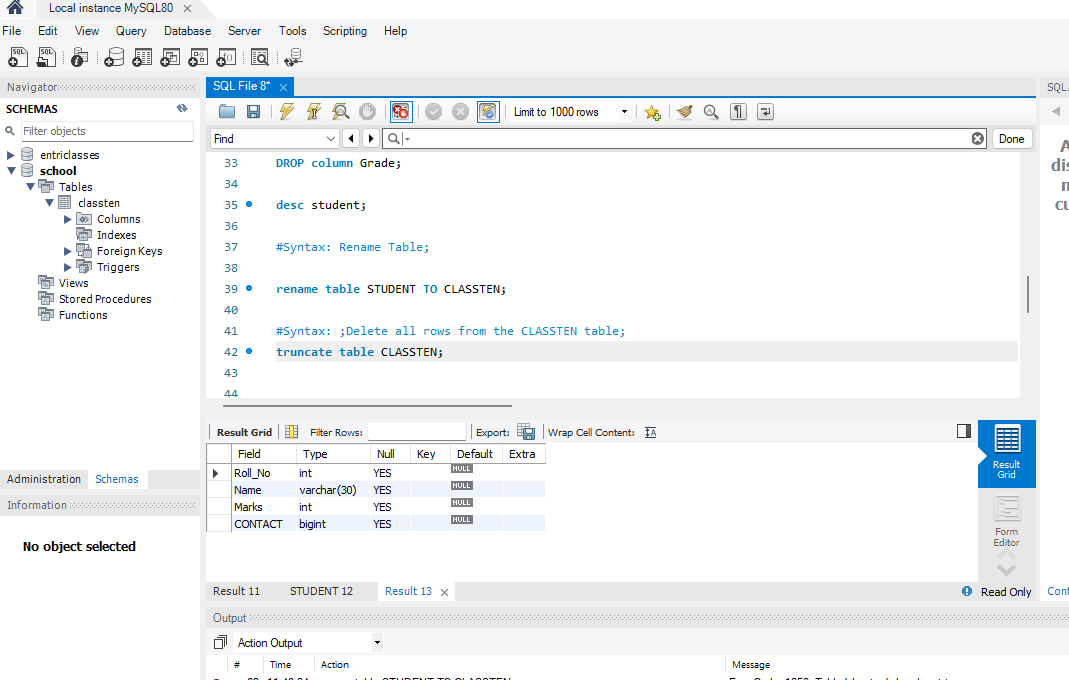 Local instance MySQL80
File Edit View Query Database Server Tools Scripting Help
Navigator
SCHEMAS
Filter objects
entriclasses
school
Tables
classten
Columns
Indexes
Foreign Keys
Triggers
Views
Stored Procedures
Functions
Administration Schemas
Information
No object selected
SQL File 8*
Limit to 1000 rows
Find
Done
33 DROP column Grade;
34
35 desc student;
36
37 #Syntax: Rename Table;
38
39 rename table STUDENT TO CLASSTEN;
40
41 #Syntax: ;Delete all rows from the CLASSTEN table;
42 truncate table CLASSTEN;
43
44
Result Grid Filter Rows: Export: Wrap Cell Content:
Field Type Null Key Default Extra
Roll_No int YES NULL
Name varchar(30) YES NULL
Marks int YES NULL
CONTACT bigint YES NULL
Result Grid
Form Editor
Result 11 STUDENT 12 Result 13
Read Only
Output
Action Output
# Time Action Message
SQL